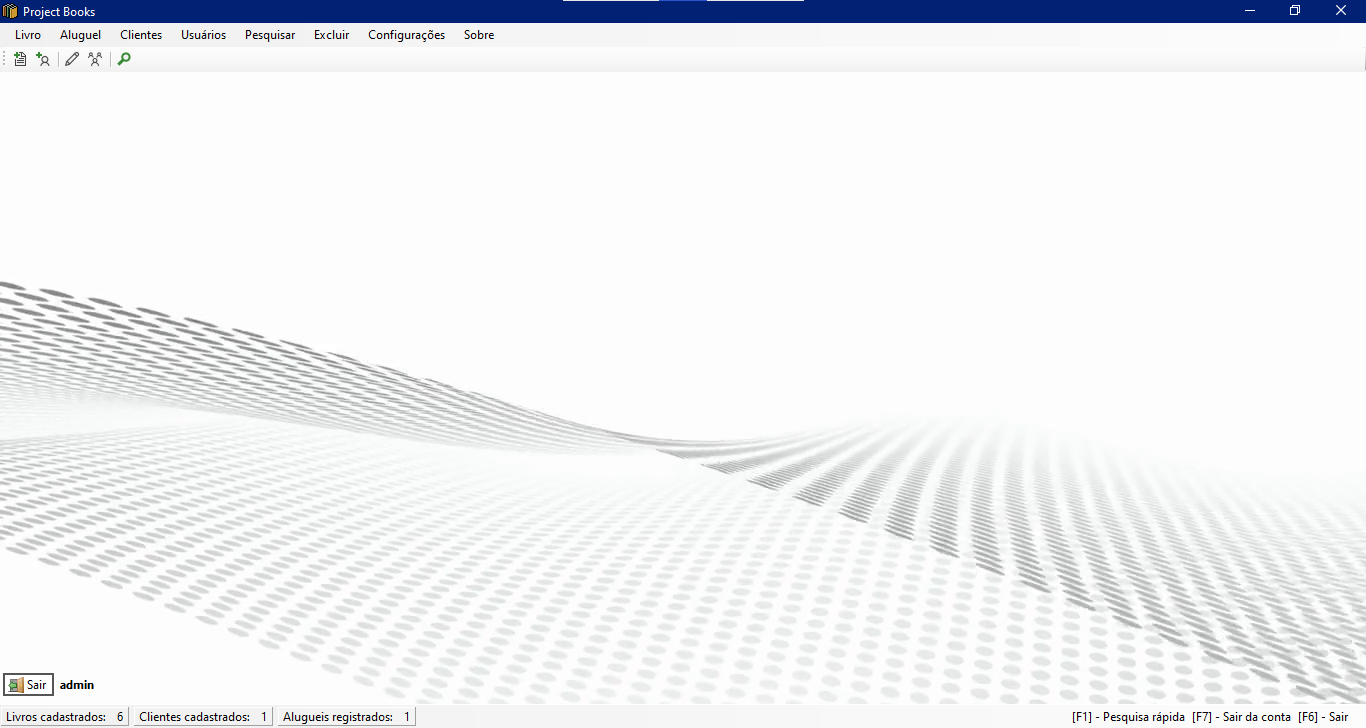 Project Books
Livro Aluguel Clientes Usuários Pesquisar Excluir Configurações Sobre
Sair admin
Livros cadastrados: 6 Clientes cadastrados: 1 Alugueis registrados: 1 [F1] - Pesquisa rápida [F7] - Sair da conta [F6] - Sair